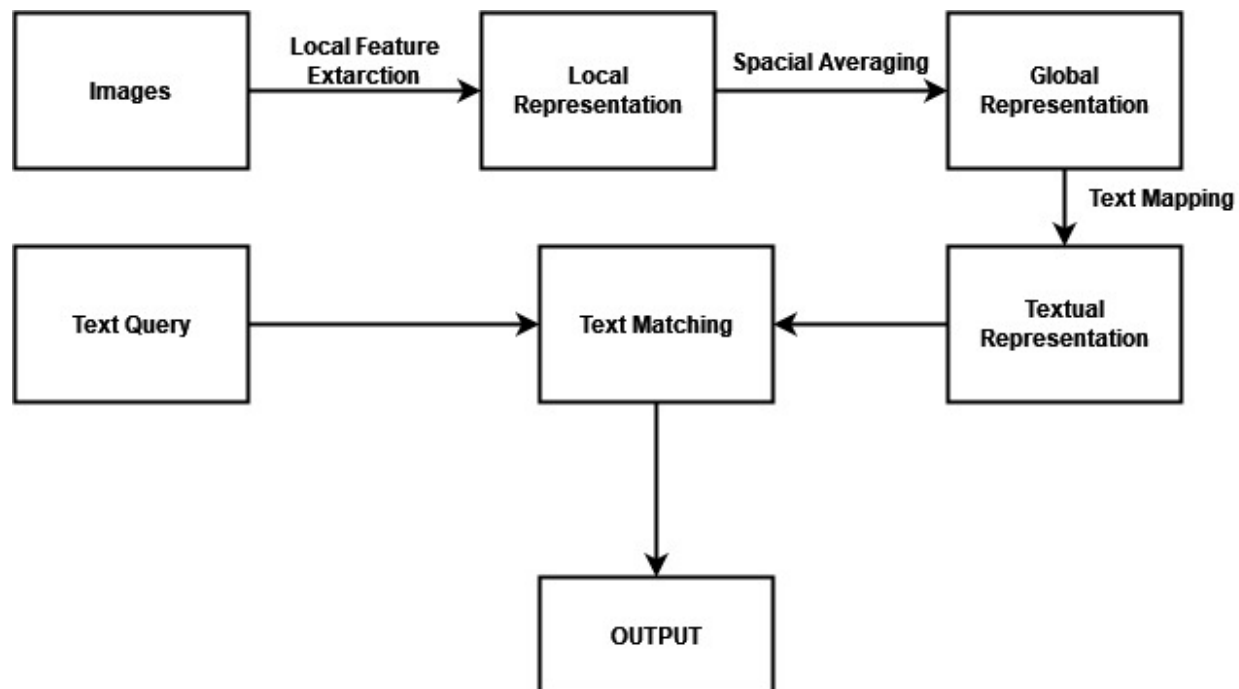 Images
Local Feature
Extarction
Local
Representation
Spacial Averaging
Global
Representation
Text Mapping
Text Query
Text Matching
Textual
Representation
OUTPUT